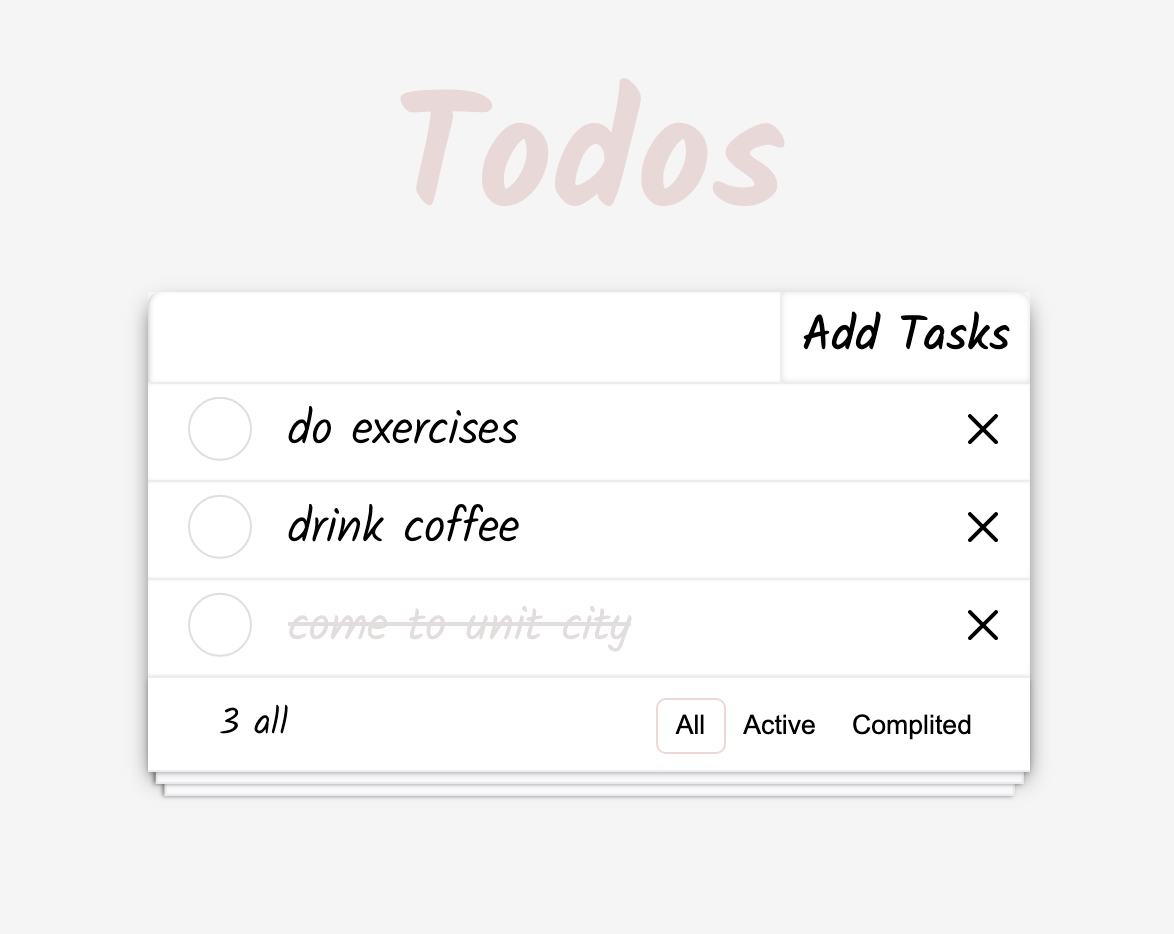 Todos
Add Tasks
do exercises
drink coffee
come to unit city
3 all All Active Complited